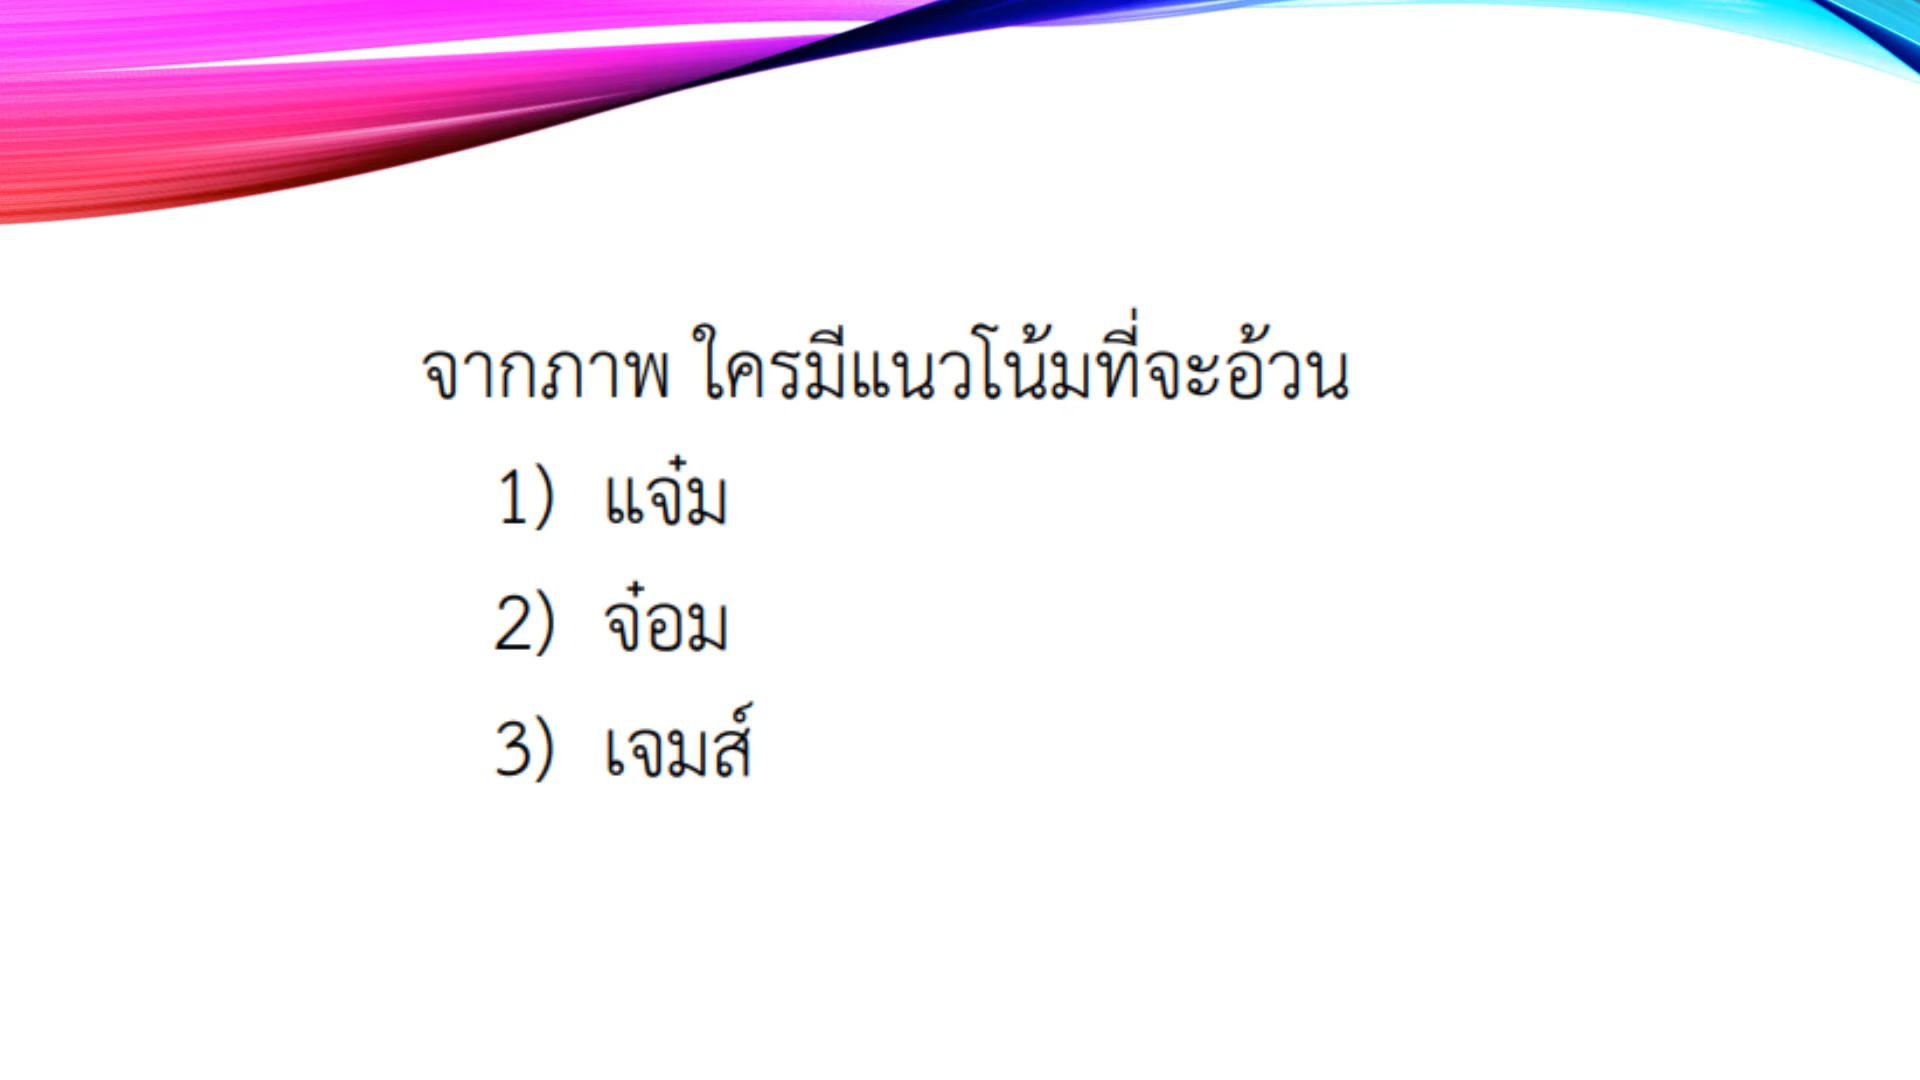 จากภาพ ใครมีแนวโน้มที่จะอ้วน
1) แจ๋ม
2) จ๋อม
3) เจมส์